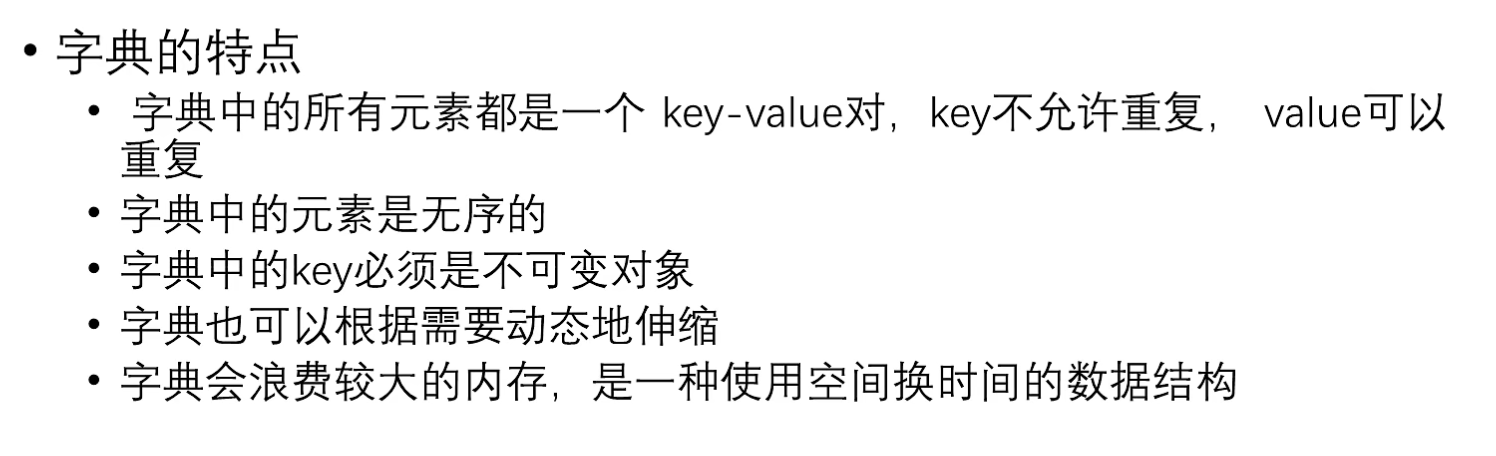 • 字典的特点
• 字典中的所有元素都是一个 key-value对，key不允许重复， value可以
重复
• 字典中的元素是无序的
• 字典中的key必须是不可变对象
• 字典也可以根据需要动态地伸缩
• 字典会浪费较大的内存，是一种使用空间换时间的数据结构